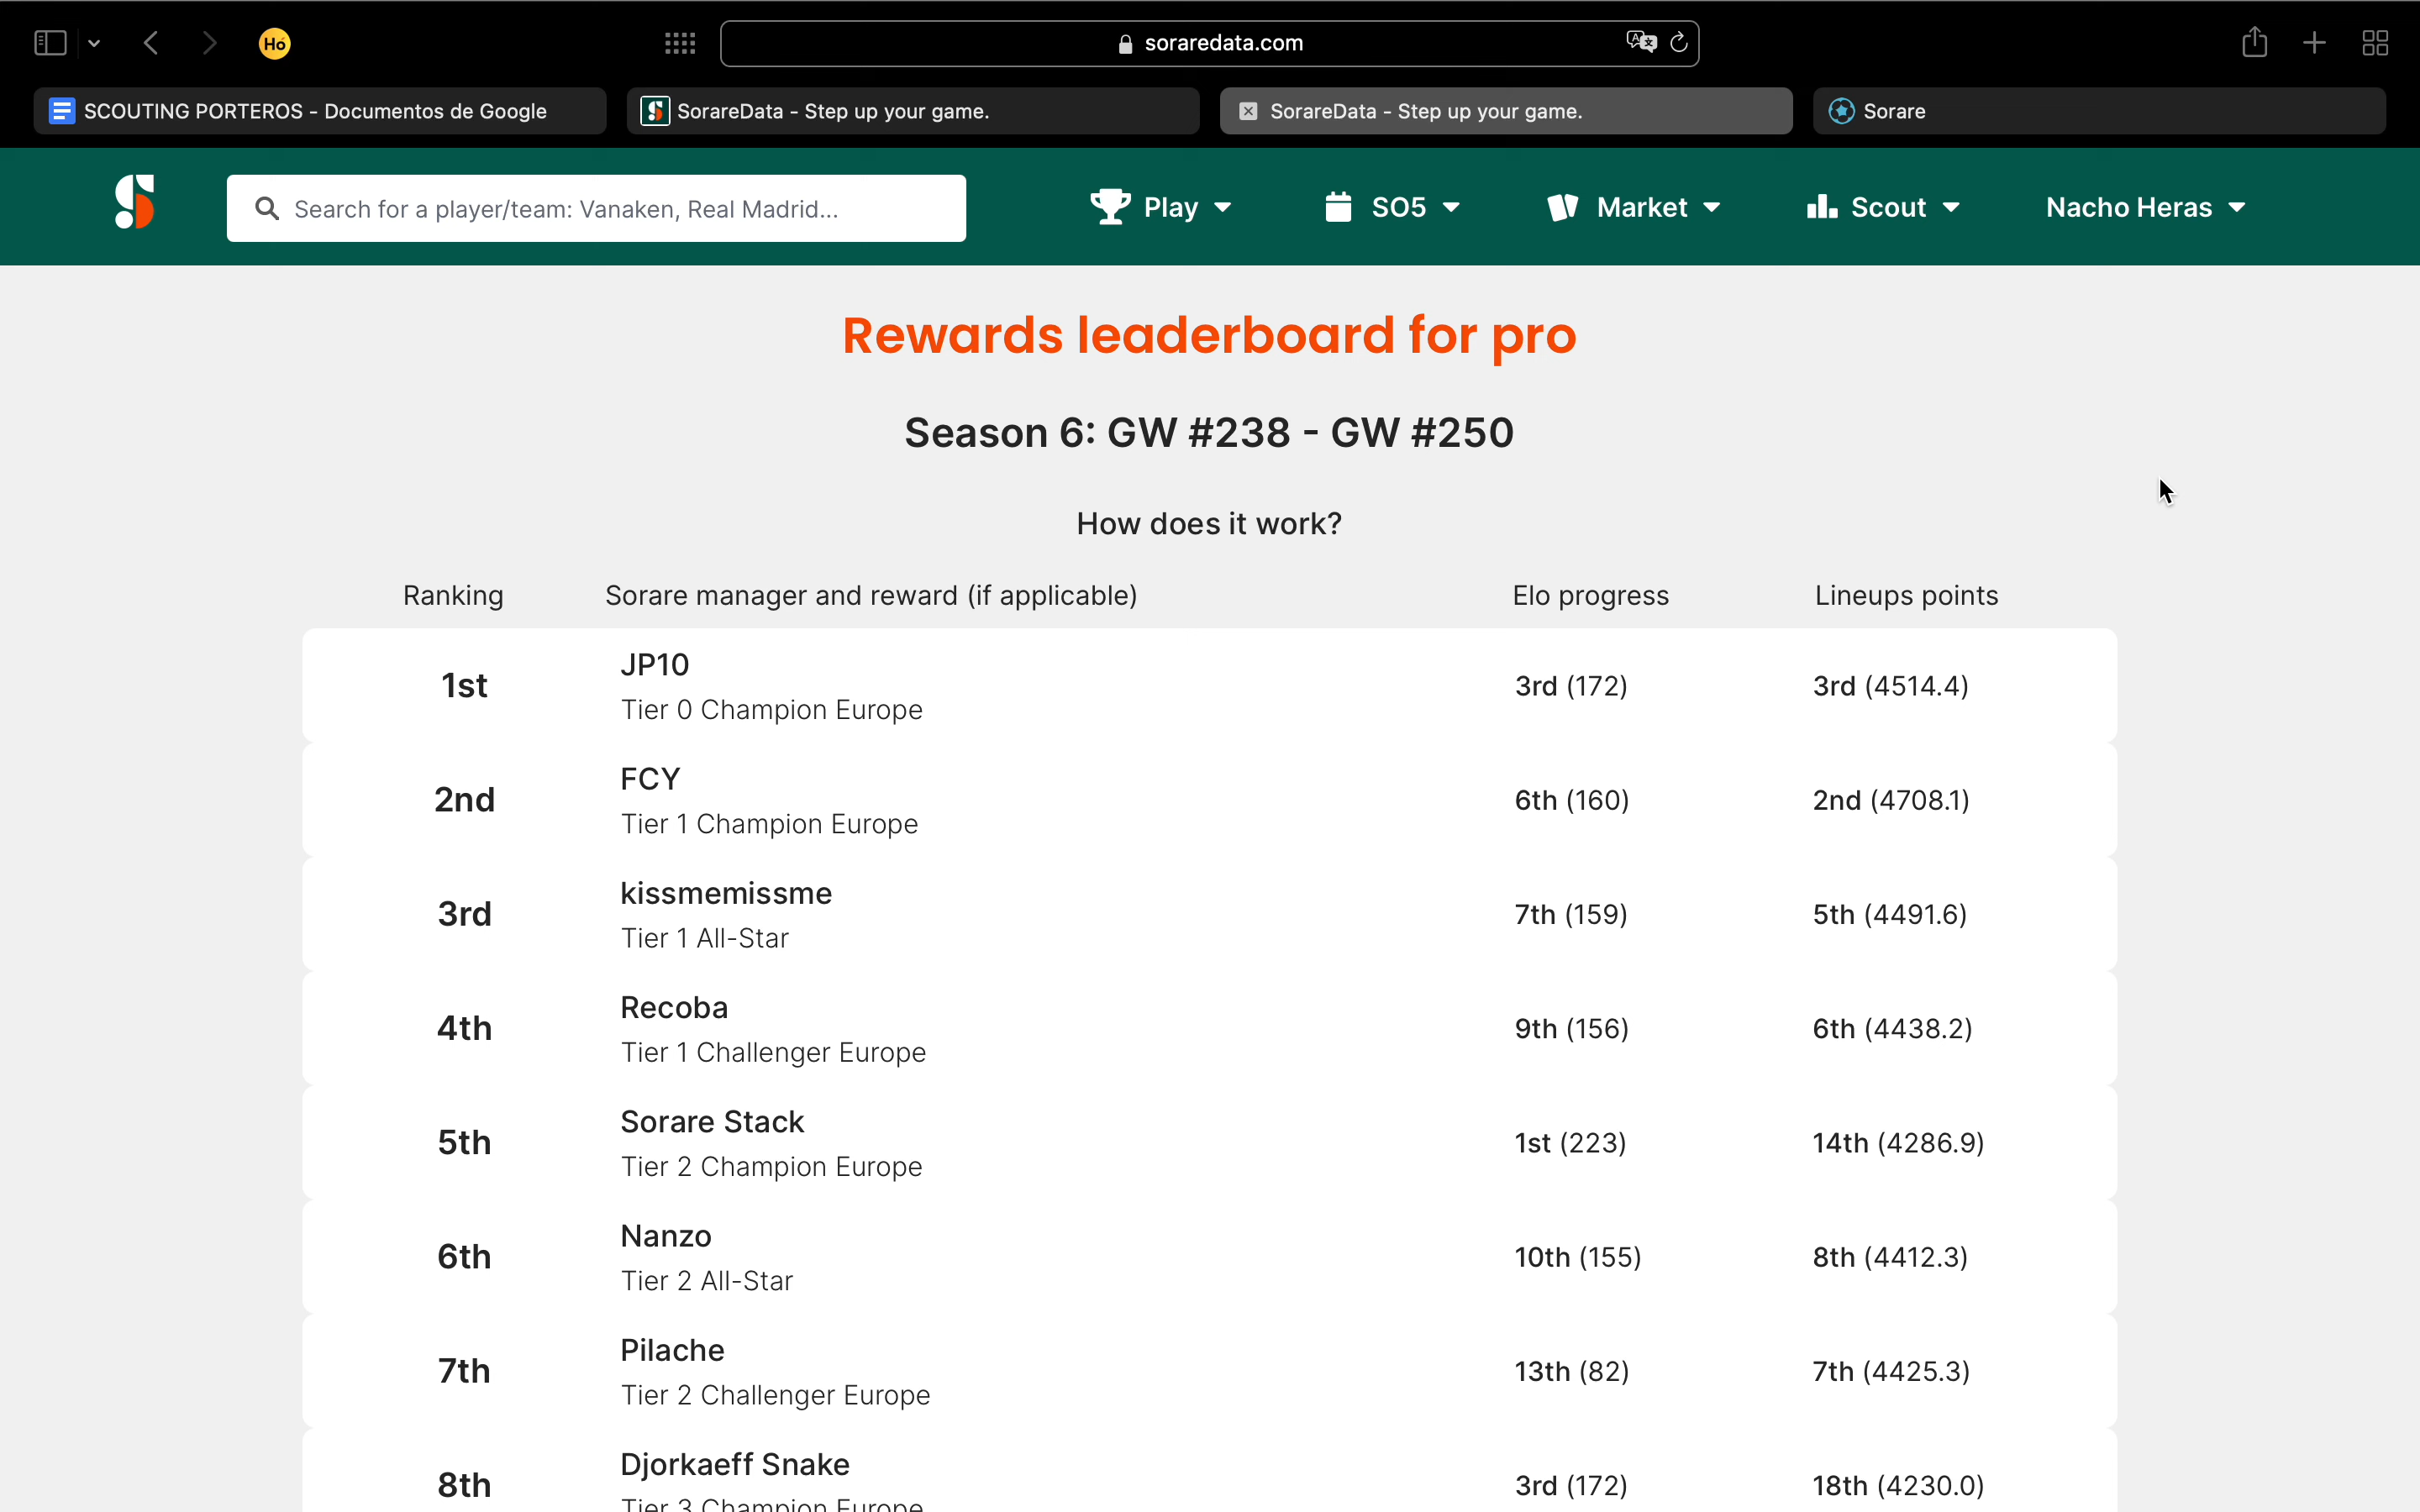 Hó
soraredata.com
SCOUTING PORTEROS - Documentos de Google
SorareData - Step up your game.
SorareData - Step up your game.
Sorare
Search for a player/team: Vanaken, Real Madrid...
Play
SO5
Market
Scout
Nacho Heras
Rewards leaderboard for pro
Season 6: GW #238 - GW #250
How does it work?
Ranking Sorare manager and reward (if applicable) Elo progress Lineups points
1st JP10 3rd (172) 3rd (4514.4)
Tier 0 Champion Europe
2nd FCY 6th (160) 2nd (4708.1)
Tier 1 Champion Europe
3rd kissmemissme 7th (159) 5th (4491.6)
Tier 1 All-Star
4th Recoba 9th (156) 6th (4438.2)
Tier 1 Challenger Europe
5th Sorare Stack 1st (223) 14th (4286.9)
Tier 2 Champion Europe
6th Nanzo 10th (155) 8th (4412.3)
Tier 2 All-Star
7th Pilache 13th (82) 7th (4425.3)
Tier 2 Challenger Europe
8th Djorkaeff Snake 3rd (172) 18th (4230.0)
Tier 3 Champion Europe